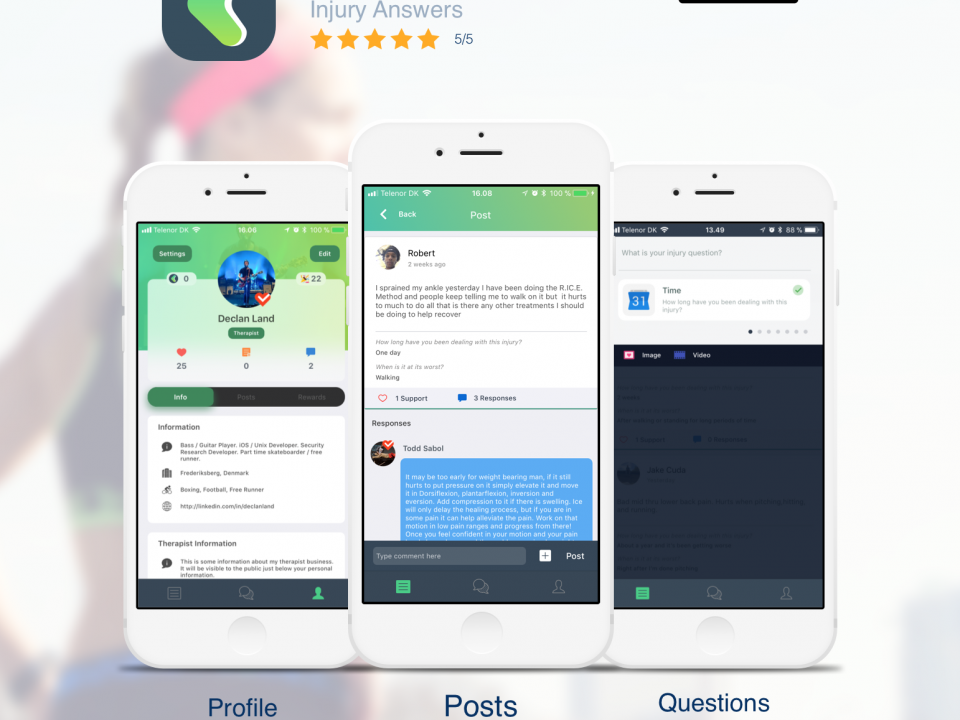 Injury Answers
5/5
Telenor DK
16.06
100 %
Settings
Edit
0
22
Declan Land
Therapist
25
0
2
Info
Posts
Rewards
Information
Bass / Guitar Player. iOS / Unix Developer. Security
Research Developer. Part time skateboarder / free
runner.
Frederiksberg, Denmark
Boxing, Football, Free Runner
http://linkedin.com/in/declanland
Therapist Information
This is some information about my therapist business.
It will be visible to the public just below your personal
information.
Profile
Telenor DK
16.08
100 %
Back
Post
Robert
2 weeks ago
I sprained my ankle yesterday I have been doing the R.I.C.E.
Method and people keep telling me to walk on it but it hurts
to much to do all that is there any other treatments I should
be doing to help recover
How long have you been dealing with this injury?
One day
When is it at its worst?
Walking
1 Support
3 Responses
Responses
Todd Sabol
It may be too early for weight bearing man, if it still
hurts to put pressure on it simply elevate it and move
it in Dorsiflexion, plantarflexion, inversion and
eversion. Add compression to it if there is swelling. Ice
will only delay the healing process, but if you are in
some pain it can help alleviate the pain. Work on that
motion in low pain ranges and progress from there!
Once you feel confident in your motion and your pain
Type comment here
Post
Posts
Telenor DK
13.49
88 %
What is your injury question?
31
Time
How long have you been dealing with this
injury?
Image
Video
1 Support
Jake Cuda
Questions